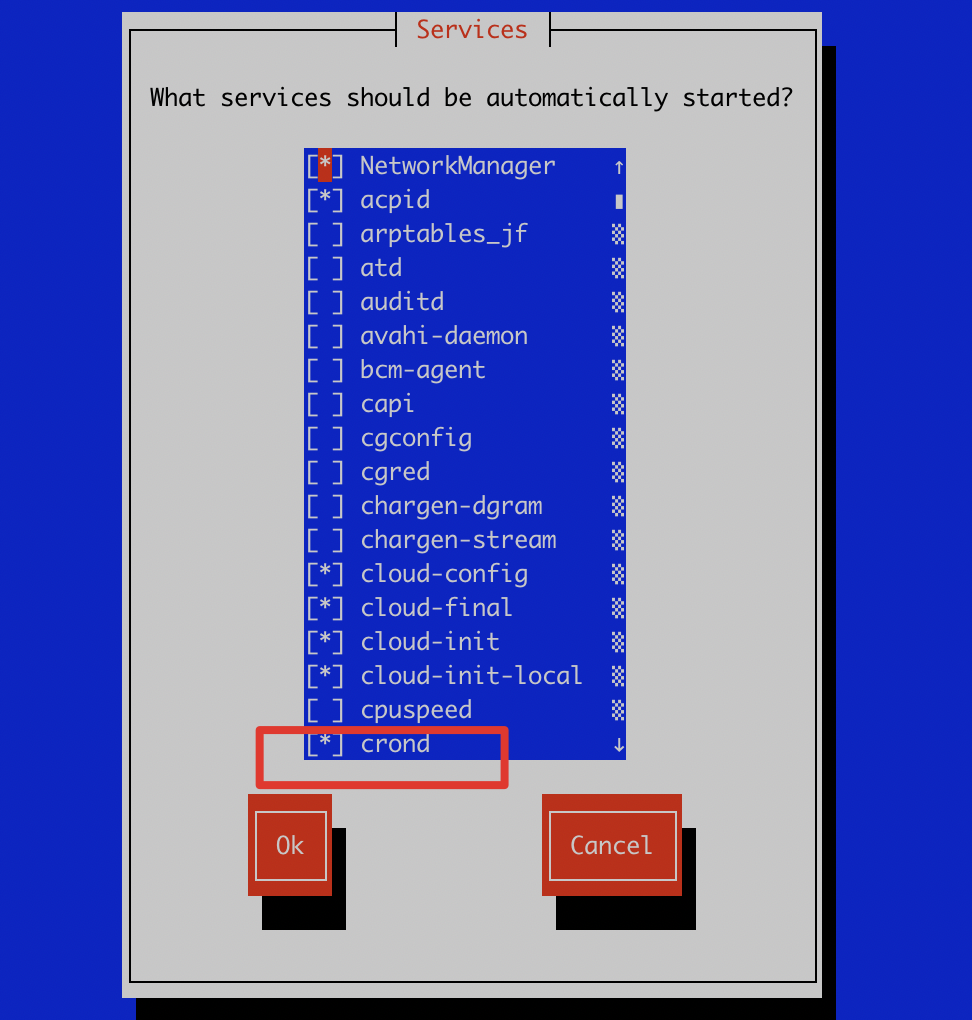 Services
What services should be automatically started?
[*] NetworkManager ↑
[*] acpid
[ ] arptables_jf
[ ] atd
[ ] auditd
[ ] avahi-daemon
[ ] bcm-agent
[ ] capi
[ ] cgconfig
[ ] cgred
[ ] chargen-dgram
[ ] chargen-stream
[*] cloud-config
[*] cloud-final
[*] cloud-init
[*] cloud-init-local
[ ] cpuspeed
[*] crond ↓
Ok Cancel